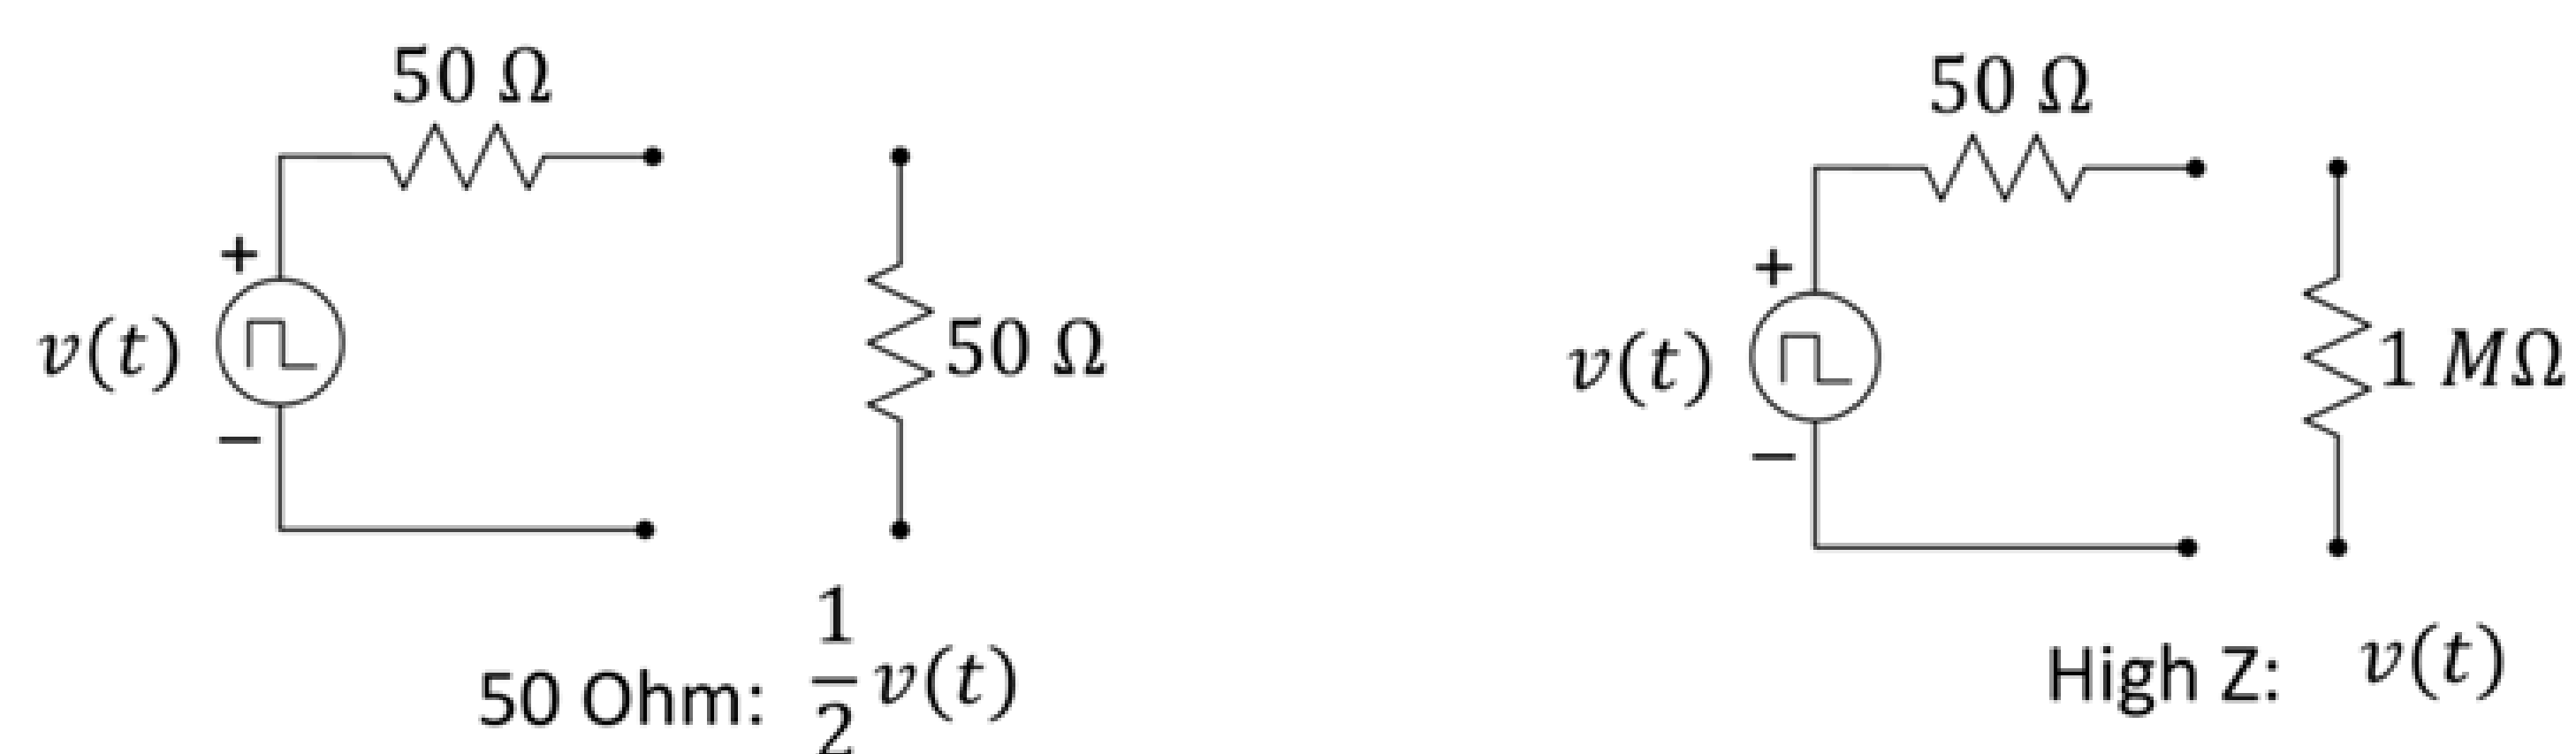 50 Ω
+
v(t)
−
50 Ω
50 Ohm: 1/2 v(t)
50 Ω
+
v(t)
−
1 MΩ
High Z: v(t)